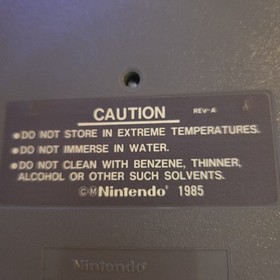 CAUTION REV-A A
•DO NOT STORE IN EXTREME TEMPERATURES.
•DO NOT IMMERSE IN WATER.
•DO NOT CLEAN WITH BENZENE, THINNER,
ALCOHOL OR OTHER SUCH SOLVENTS.
©ⓂNintendo® 1985
Nintendo